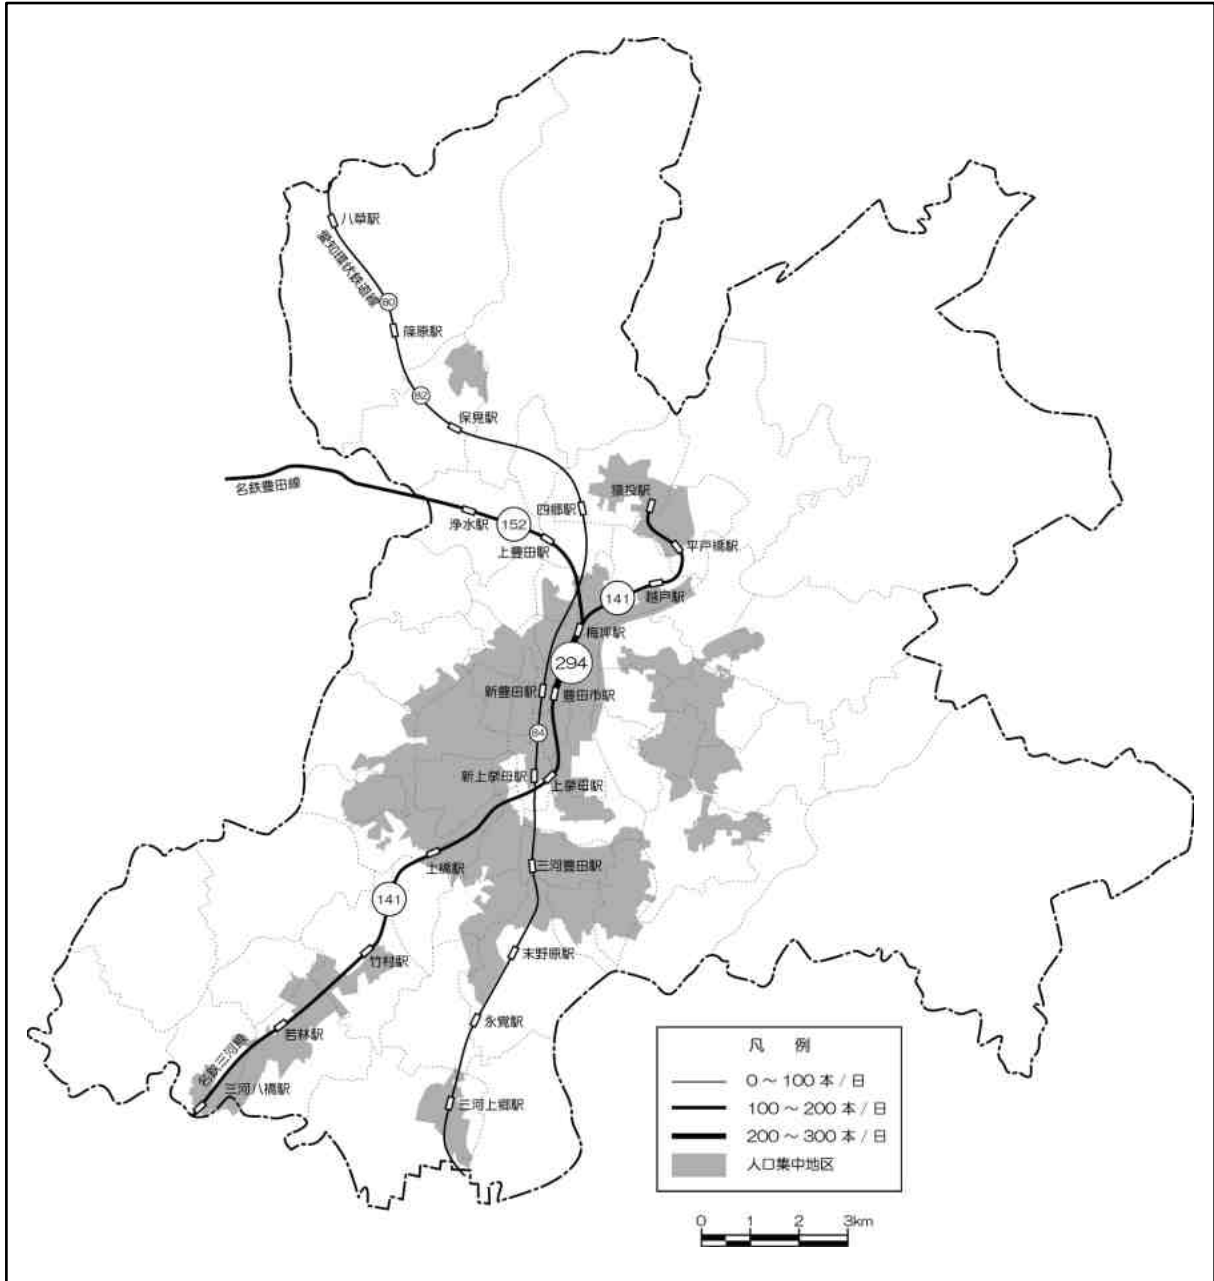 八草駅
愛知環状鉄道線
80
篠原駅
82
保見駅
名鉄豊田線
浄水駅
152
上豊田駅
四郷駅
猿投駅
平戸橋駅
越戸駅
141
梅坪駅
294
新豊田駅
豊田市駅
84
新上挙母駅
上挙母駅
土橋駅
三河豊田駅
141
竹村駅
末野原駅
若林駅
永覚駅
名鉄三河線
三河八橋駅
三河上郷駅
凡 例
0～100本/日
100～200本/日
200～300本/日
人口集中地区
0 1 2 3km